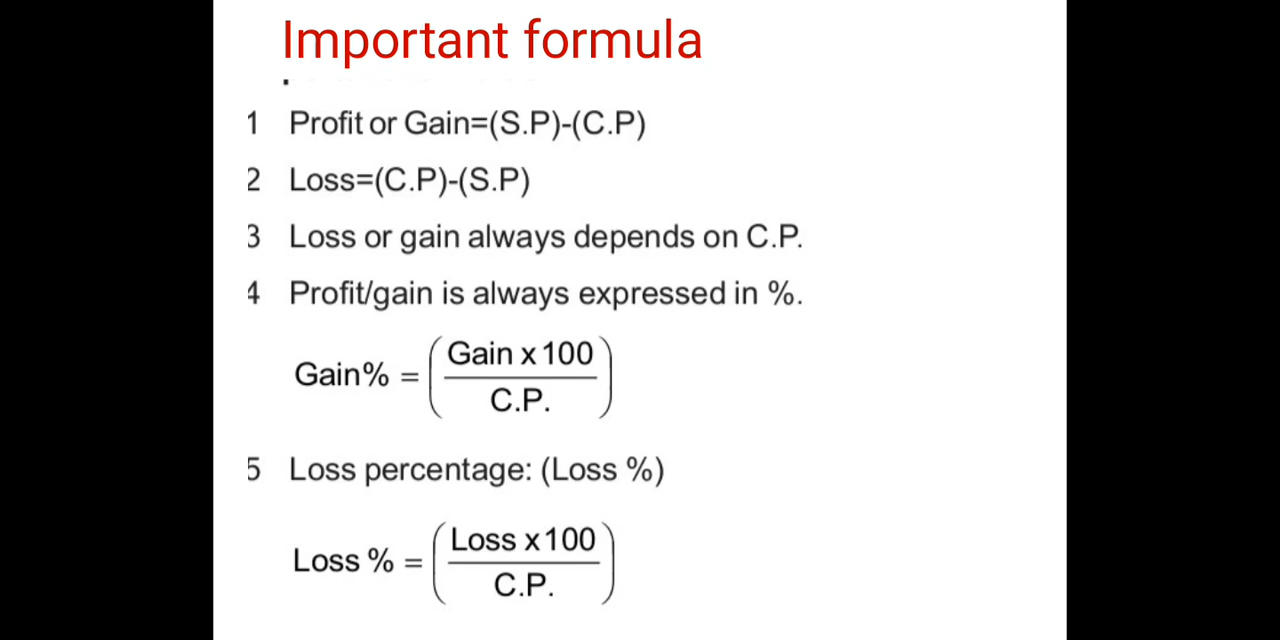 Important formula
1 Profit or Gain=(S.P)-(C.P)
2 Loss=(C.P)-(S.P)
3 Loss or gain always depends on C.P.
4 Profit/gain is always expressed in %.
Gain% = (Gain x 100 / C.P.)
5 Loss percentage: (Loss %)
Loss % = (Loss x 100 / C.P.)